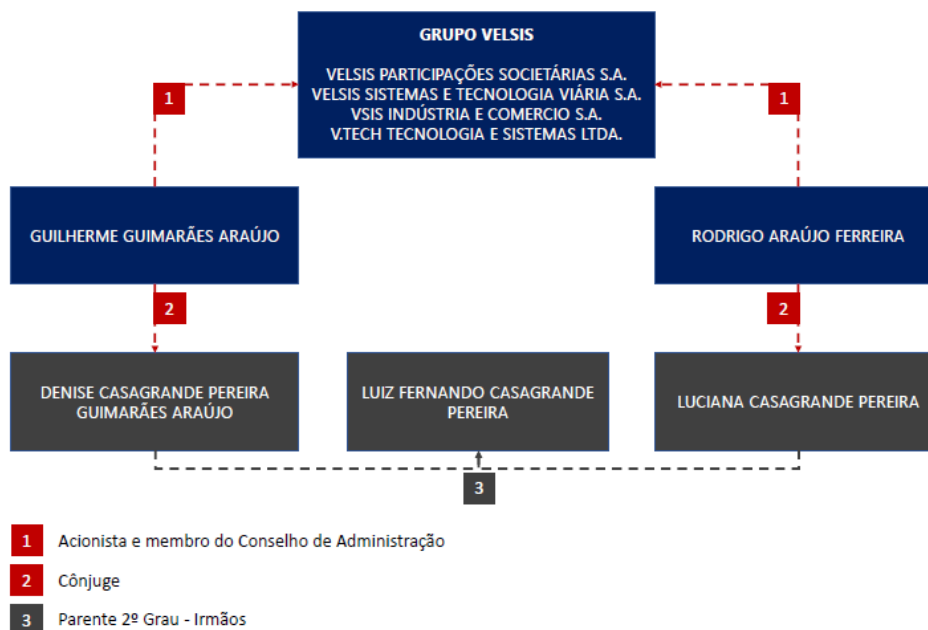 GRUPO VELSIS
VELSIS PARTICIPAÇÕES SOCIETÁRIAS S.A.
VELSIS SISTEMAS E TECNOLOGIA VIÁRIA S.A.
VSIS INDÚSTRIA E COMERCIO S.A.
V.TECH TECNOLOGIA E SISTEMAS LTDA.
1
1
GUILHERME GUIMARÃES ARAÚJO
RODRIGO ARAÚJO FERREIRA
2
2
DENISE CASAGRANDE PEREIRA
GUIMARÃES ARAÚJO
LUIZ FERNANDO CASAGRANDE
PEREIRA
LUCIANA CASAGRANDE PEREIRA
3
1 Acionista e membro do Conselho de Administração
2 Cônjuge
3 Parente 2º Grau - Irmãos